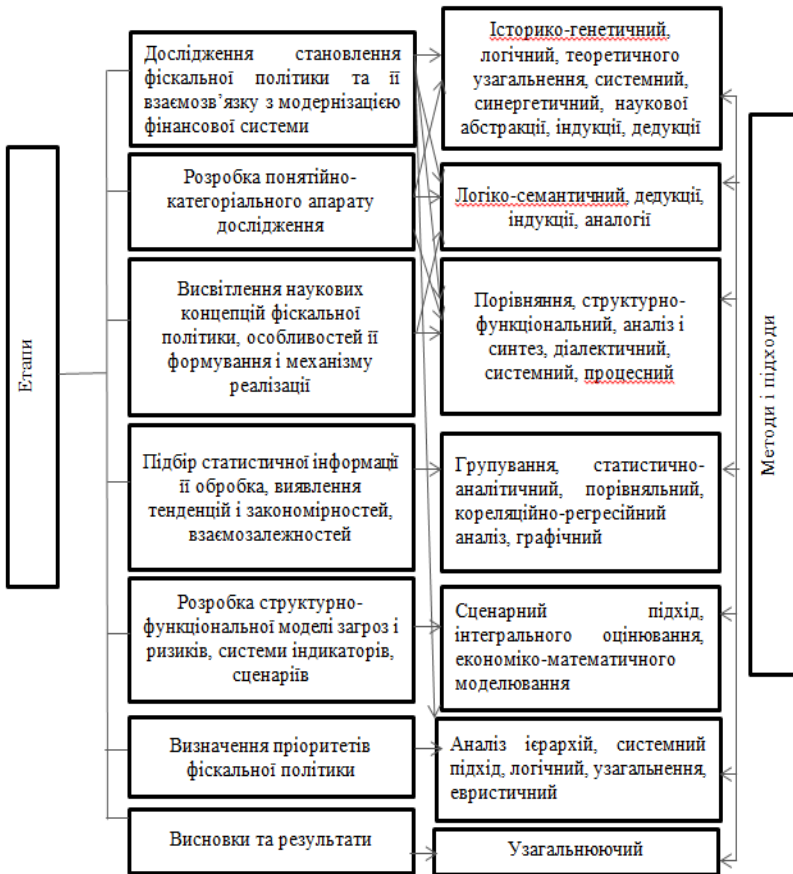 Етапи
Дослідження становлення
фіскальної політики та її
взаємозв’язку з модернізацією
фінансової системи
Розробка понятійно-
категоріального апарату
дослідження
Висвітлення наукових
концепцій фіскальної
політики, особливостей її
формування і механізму
реалізації
Підбір статистичної інформації
її обробка, виявлення
тенденцій і закономірностей,
взаємозалежностей
Розробка структурно-
функціональної моделі загроз і
ризиків, системи індикаторів,
сценаріїв
Визначення пріоритетів
фіскальної політики
Висновки та результати
Історико-генетичний,
логічний, теоретичного
узагальнення, системний,
синергетичний, наукової
абстракції, індукції, дедукції
Логіко-семантичний, дедукції,
індукції, аналогії
Порівняння, структурно-
функціональний, аналіз і
синтез, діалектичний,
системний, процесний
Групування, статистично-
аналітичний, порівняльний,
кореляційно-регресійний
аналіз, графічний
Сценарний підхід,
інтегрального оцінювання,
економіко-математичного
моделювання
Аналіз ієрархій, системний
підхід, логічний, узагальнення,
евристичний
Узагальнюючий
Методи і підходи